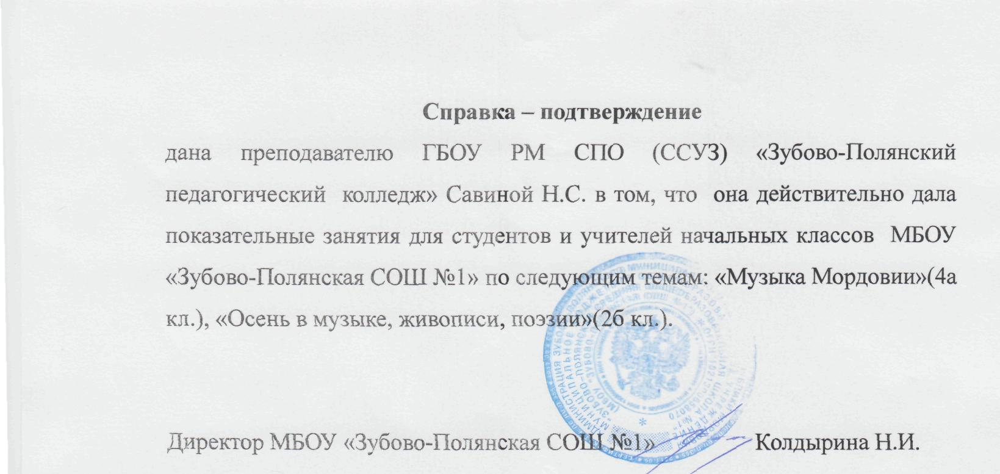 Справка – подтверждение
дана преподавателю ГБОУ РМ СПО (ССУЗ) «Зубово-Полянский
педагогический колледж» Савиной Н.С. в том, что она действительно дала
показательные занятия для студентов и учителей начальных классов МБОУ
«Зубово-Полянская СОШ №1» по следующим темам: «Музыка Мордовии»(4а
кл.), «Осень в музыке, живописи, поэзии»(2б кл.).
Директор МБОУ «Зубово-Полянская СОШ №1» Колдырина Н.И.